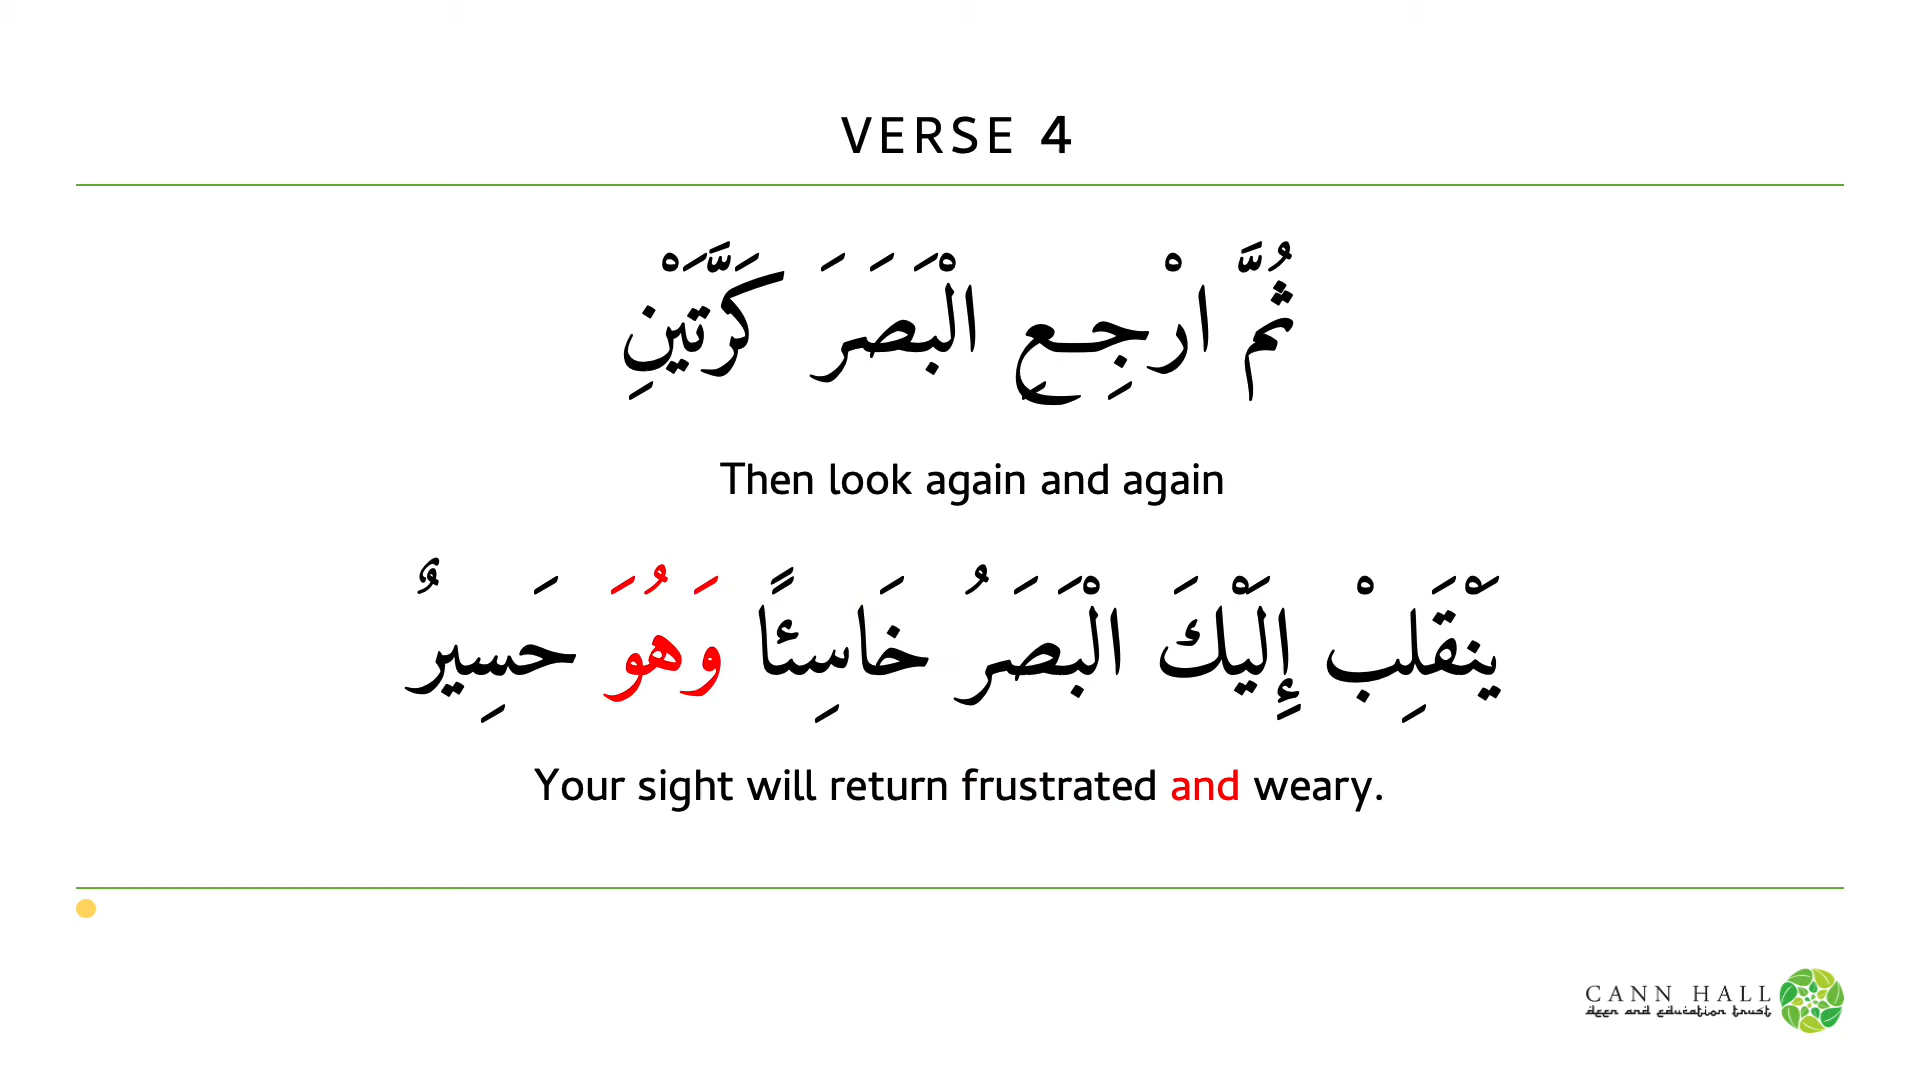 VERSE 4
ثُمَّ ارْجِعِ الْبَصَرَ كَرَّتَيْنِ
Then look again and again
يَنْقَلِبْ إِلَيْكَ الْبَصَرُ خَاسِئًا وَهُوَ حَسِيرٌ
Your sight will return frustrated and weary.
CANN HALL
deen and education trust